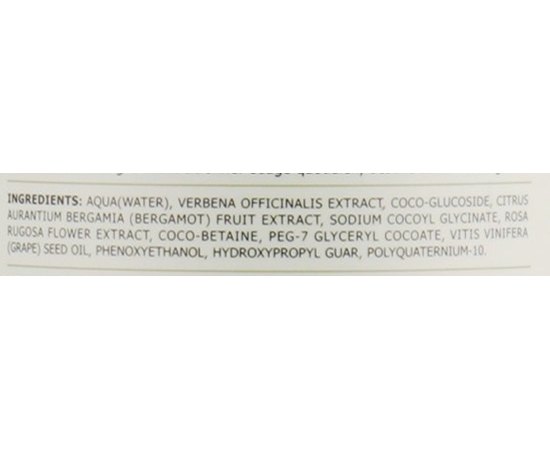 INGREDIENTS: AQUA(WATER), VERBENA OFFICINALIS EXTRACT, COCO-GLUCOSIDE, CITRUS
AURANTIUM BERGAMIA (BERGAMOT) FRUIT EXTRACT, SODIUM COCOYL GLYCINATE, ROSA
RUGOSA FLOWER EXTRACT, COCO-BETAINE, PEG-7 GLYCERYL COCOATE, VITIS VINIFERA
(GRAPE) SEED OIL, PHENOXYETHANOL, HYDROXYPROPYL GUAR, POLYQUATERNIUM-10.